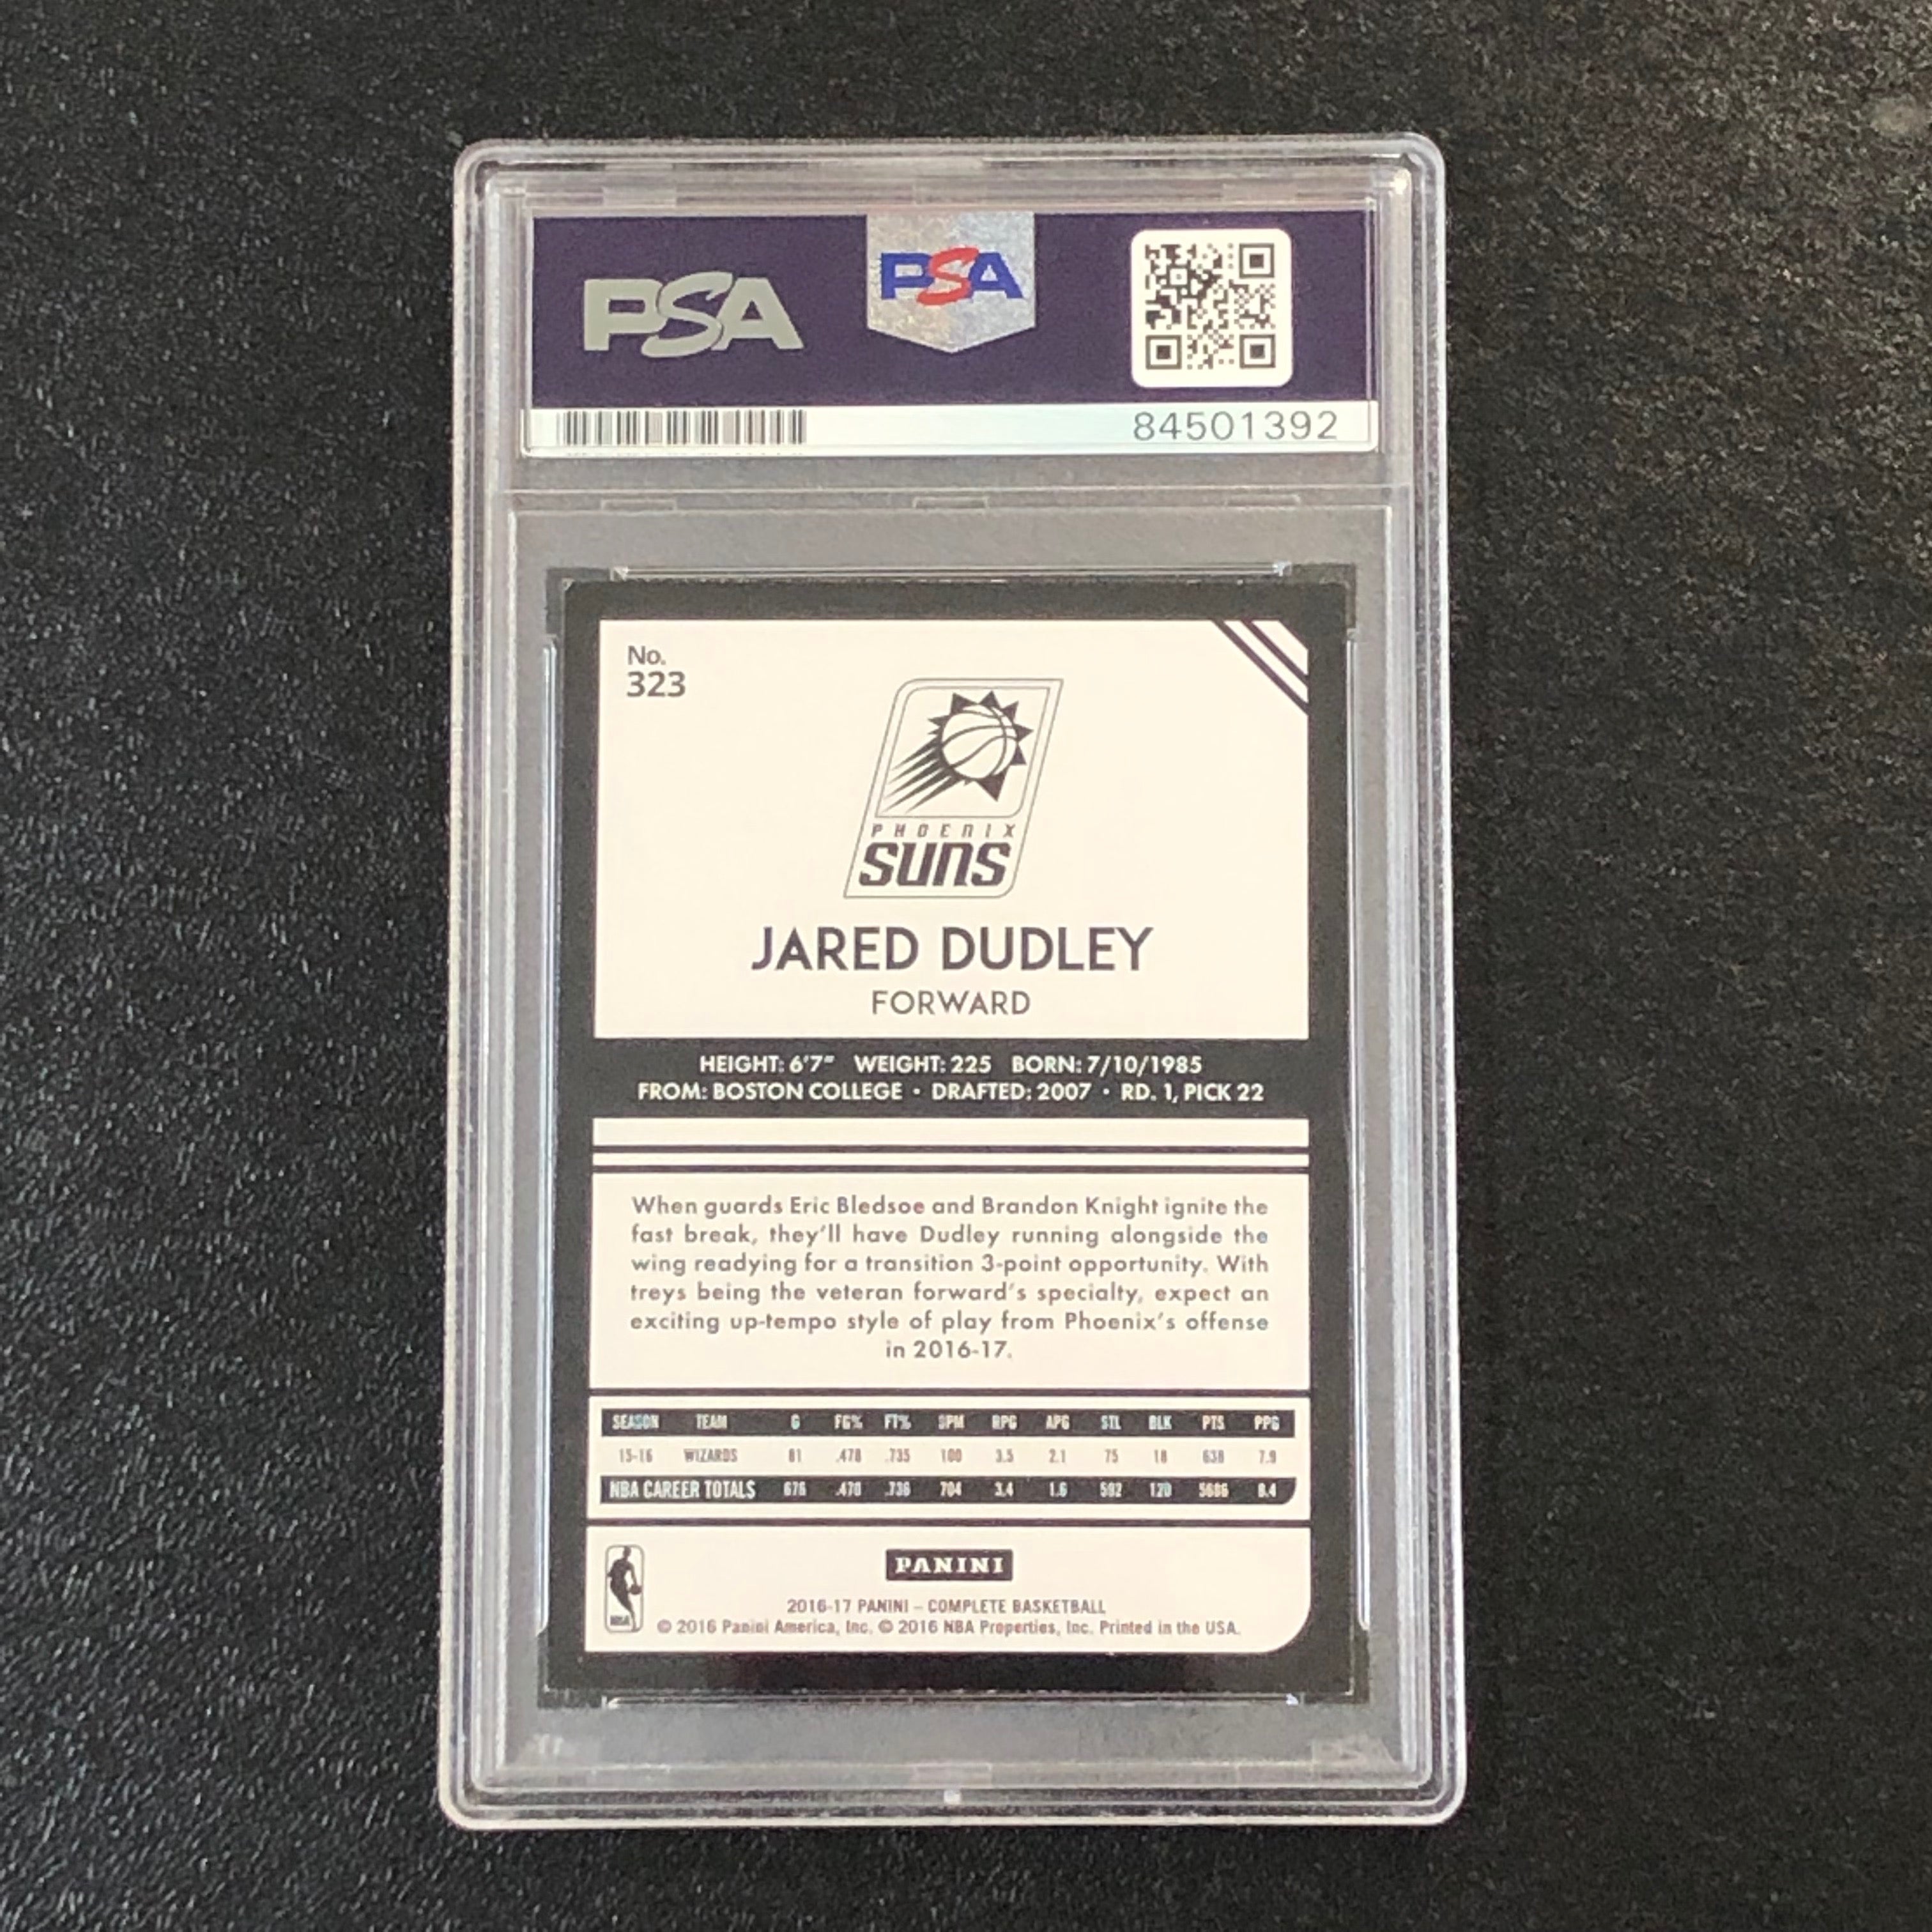 PSA
PSA
84501392
No.
323
PHOENIX
SUNS
JARED DUDLEY
FORWARD
HEIGHT: 6'7" WEIGHT: 225 BORN: 7/10/1985
FROM: BOSTON COLLEGE • DRAFTED: 2007 • RD. 1, PICK 22
When guards Eric Bledsoe and Brandon Knight ignite the
fast break, they'll have Dudley running alongside the
wing readying for a transition 3-point opportunity. With
treys being the veteran forward's specialty, expect an
exciting up-tempo style of play from Phoenix's offense
in 2016-17.
SEASON TEAM G FG% FT% 3PM RPG APG STL BLK PTS PPG
15-16 WIZARDS 81 .478 .735 100 3.5 2.1 75 18 638 7.9
NBA CAREER TOTALS 676 .470 .736 704 3.4 1.6 592 120 5686 8.4
NBA
PANINI
2016-17 PANINI – COMPLETE BASKETBALL
© 2016 Panini America, Inc. © 2016 NBA Properties, Inc. Printed in the USA.